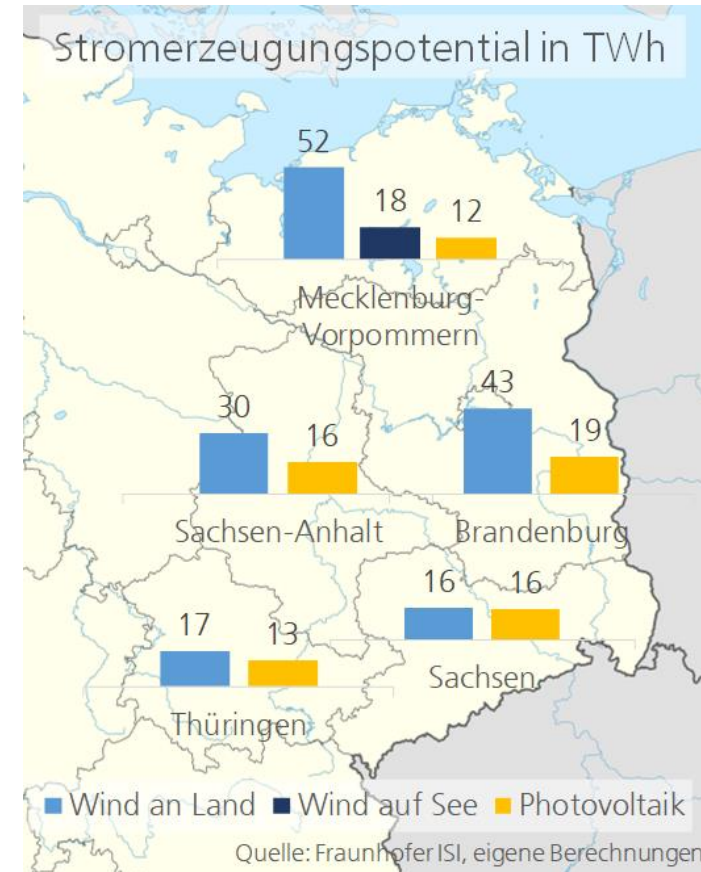 Stromerzeugungspotential in TWh
52
18
12
Mecklenburg-
Vorpommern
30
16
Sachsen-Anhalt
43
19
Brandenburg
17
13
Thüringen
16
16
Sachsen
Wind an Land Wind auf See Photovoltaik
Quelle: Fraunhofer ISI, eigene Berechnungen